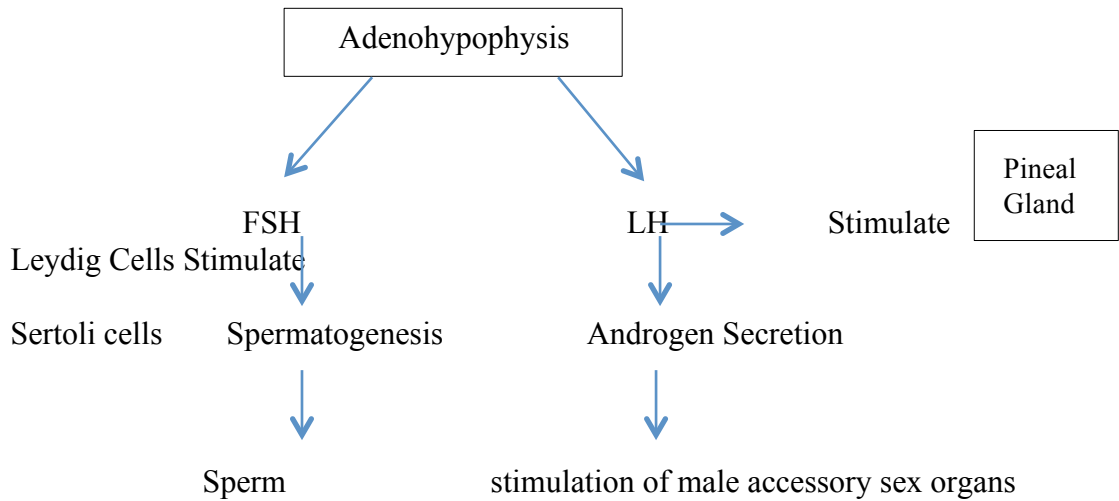 Adenohypophysis
Pineal
Gland
FSH LH Stimulate
Leydig Cells Stimulate
Sertoli cells Spermatogenesis Androgen Secretion
Sperm stimulation of male accessory sex organs